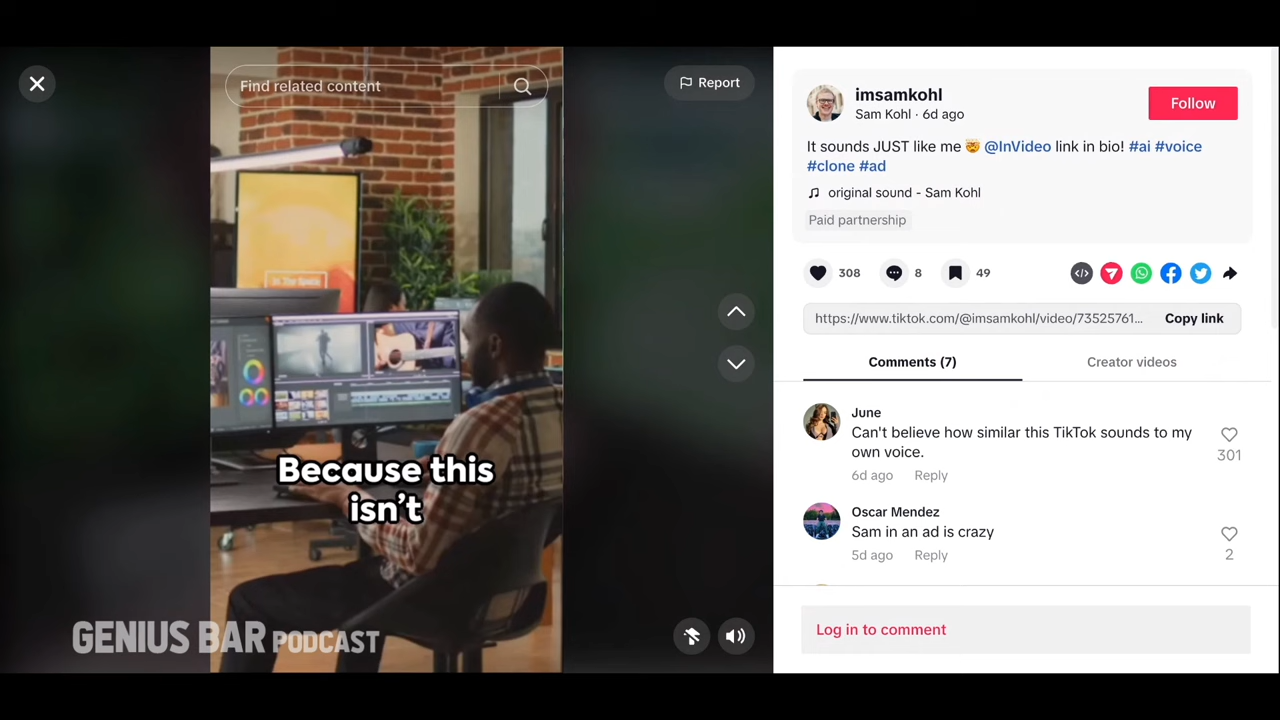 Find related content
Report
In The Space
Because this
isn't
GENIUS BAR PODCAST
imsamkohl
Sam Kohl · 6d ago
Follow
It sounds JUST like me 🤯 @InVideo link in bio! #ai #voice
#clone #ad
original sound - Sam Kohl
Paid partnership
308
8
49
https://www.tiktok.com/@imsamkohl/video/73525761...
Copy link
Comments (7)
Creator videos
June
Can't believe how similar this TikTok sounds to my
own voice.
301
6d ago
Reply
Oscar Mendez
Sam in an ad is crazy
5d ago
Reply
2
Log in to comment